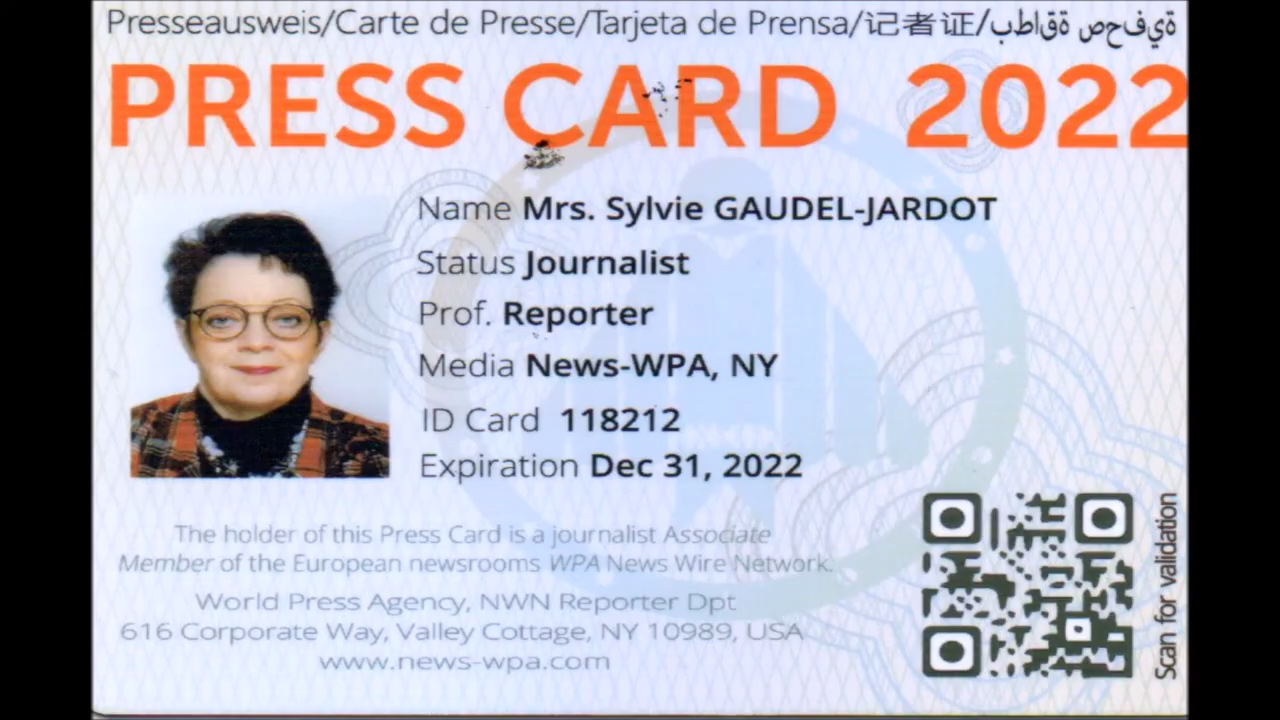 Presseausweis/Carte de Presse/Tarjeta de Prensa/记者证/ةيفحص ةقاطب
PRESS CARD 2022
Name Mrs. Sylvie GAUDEL-JARDOT
Status Journalist
Prof. Reporter
Media News-WPA, NY
ID Card 118212
Expiration Dec 31, 2022
The holder of this Press Card is a journalist Associate
Member of the European newsrooms WPA News Wire Network.
World Press Agency, NWN Reporter Dpt
616 Corporate Way, Valley Cottage, NY 10989, USA
www.news-wpa.com
Scan for validation